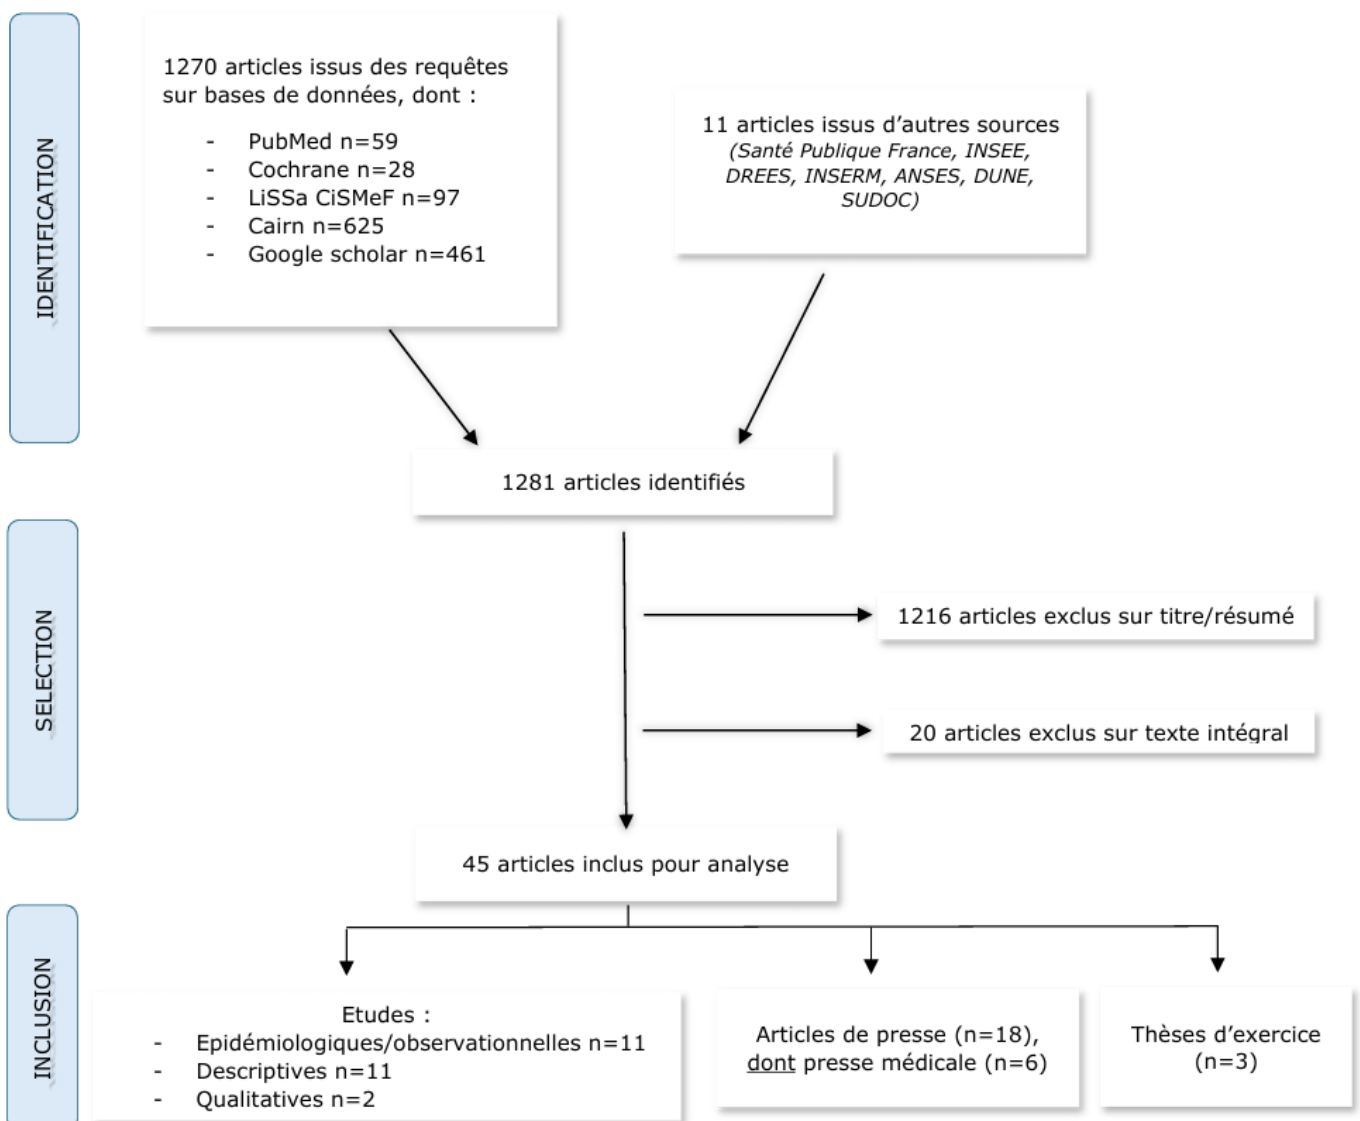 IDENTIFICATION
1270 articles issus des requêtes
sur bases de données, dont :
- PubMed n=59
- Cochrane n=28
- LiSSa CiSMeF n=97
- Cairn n=625
- Google scholar n=461
11 articles issus d'autres sources
(Santé Publique France, INSEE,
DREES, INSERM, ANSES, DUNE,
SUDOC)
1281 articles identifiés
SELECTION
1216 articles exclus sur titre/résumé
20 articles exclus sur texte intégral
45 articles inclus pour analyse
INCLUSION
Etudes :
- Epidémiologiques/observationnelles n=11
- Descriptives n=11
- Qualitatives n=2
Articles de presse (n=18),
dont presse médicale (n=6)
Thèses d'exercice
(n=3)